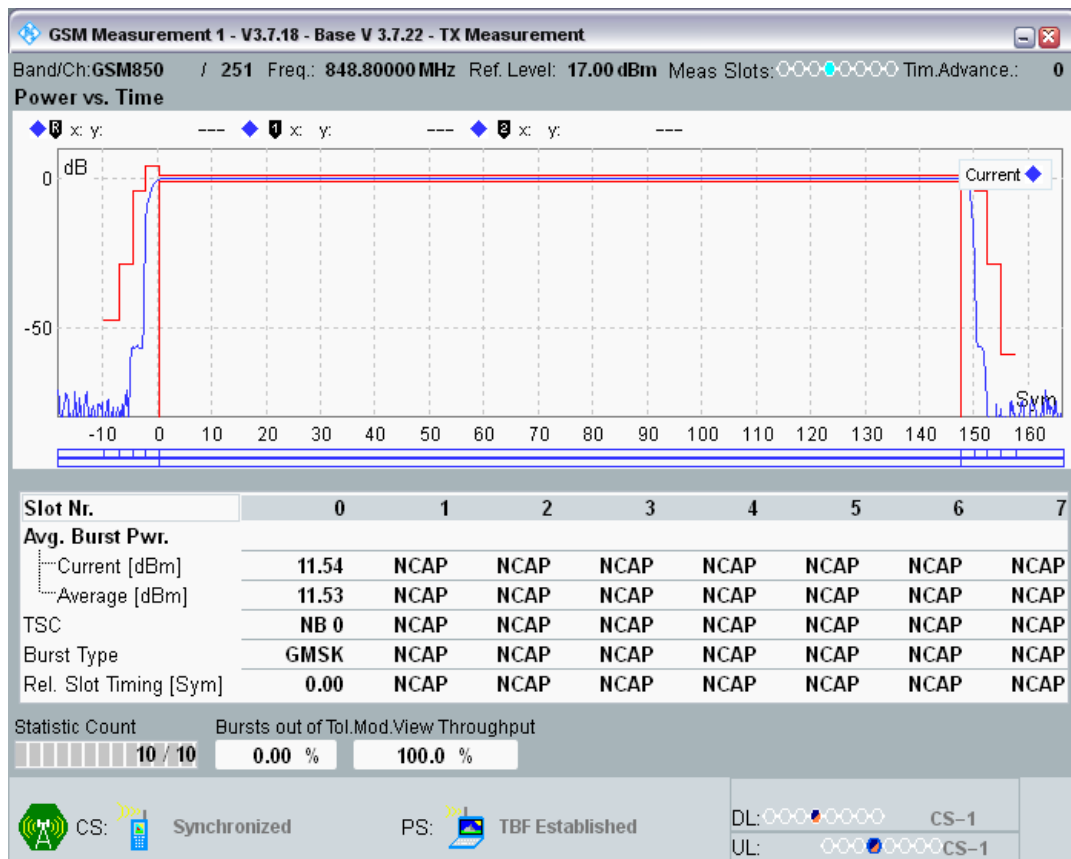 GSM Measurement 1 - V3.7.18 - Base V 3.7.22 - TX Measurement
Band/Ch:GSM850 / 251 Freq.: 848.80000 MHz Ref. Level: 17.00 dBm Meas Slots: Tim.Advance.: 0
Power vs. Time
R x: y: --- 1 x: y: --- 2 x: y: ---
dB
Current
0
-50
Sym
-10 0 10 20 30 40 50 60 70 80 90 100 110 120 130 140 150 160
Slot Nr. 0 1 2 3 4 5 6 7
Avg. Burst Pwr.
Current [dBm] 11.54 NCAP NCAP NCAP NCAP NCAP NCAP NCAP
Average [dBm] 11.53 NCAP NCAP NCAP NCAP NCAP NCAP NCAP
TSC NB 0 NCAP NCAP NCAP NCAP NCAP NCAP NCAP
Burst Type GMSK NCAP NCAP NCAP NCAP NCAP NCAP NCAP
Rel. Slot Timing [Sym] 0.00 NCAP NCAP NCAP NCAP NCAP NCAP NCAP
Statistic Count Bursts out of Tol.Mod.View Throughput
10 / 10 0.00 % 100.0 %
CS: Synchronized PS: TBF Established
DL: CS-1
UL: CS-1